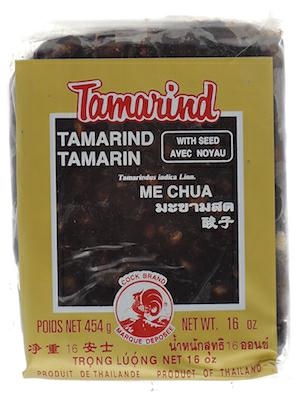 Tamarind
TAMARIND
TAMARIN
WITH SEED
AVEC NOYAU
Tamarindus indica Linn.
ME CHUA
มะขามสด
酸子
COCK BRAND
MARQUE DEPOSEE
POIDS NET 454 g NET WT. 16 oz
淨重 16 安士 น้ำหนักสุทธิ 16 ออนซ์
TRỌNG LUỢNG NET 16 oz
PRODUIT DE THAILANDE PRODUCT OF THAILAND